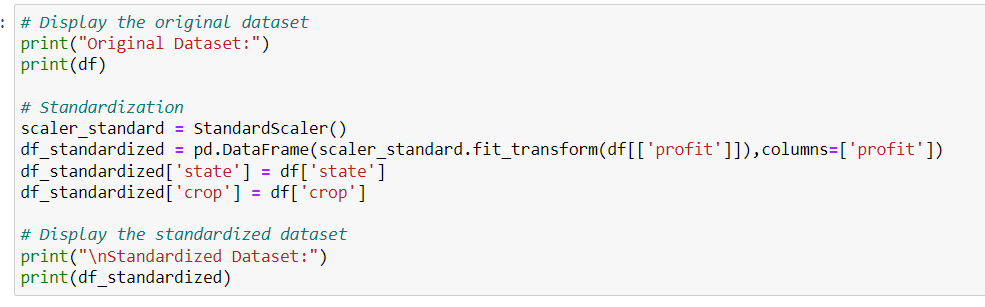 :
# Display the original dataset
print("Original Dataset:")
print(df)
# Standardization
scaler_standard = StandardScaler()
df_standardized = pd.DataFrame(scaler_standard.fit_transform(df[['profit']]),columns=['profit'])
df_standardized['state'] = df['state']
df_standardized['crop'] = df['crop']
# Display the standardized dataset
print("\nStandardized Dataset:")
print(df_standardized)